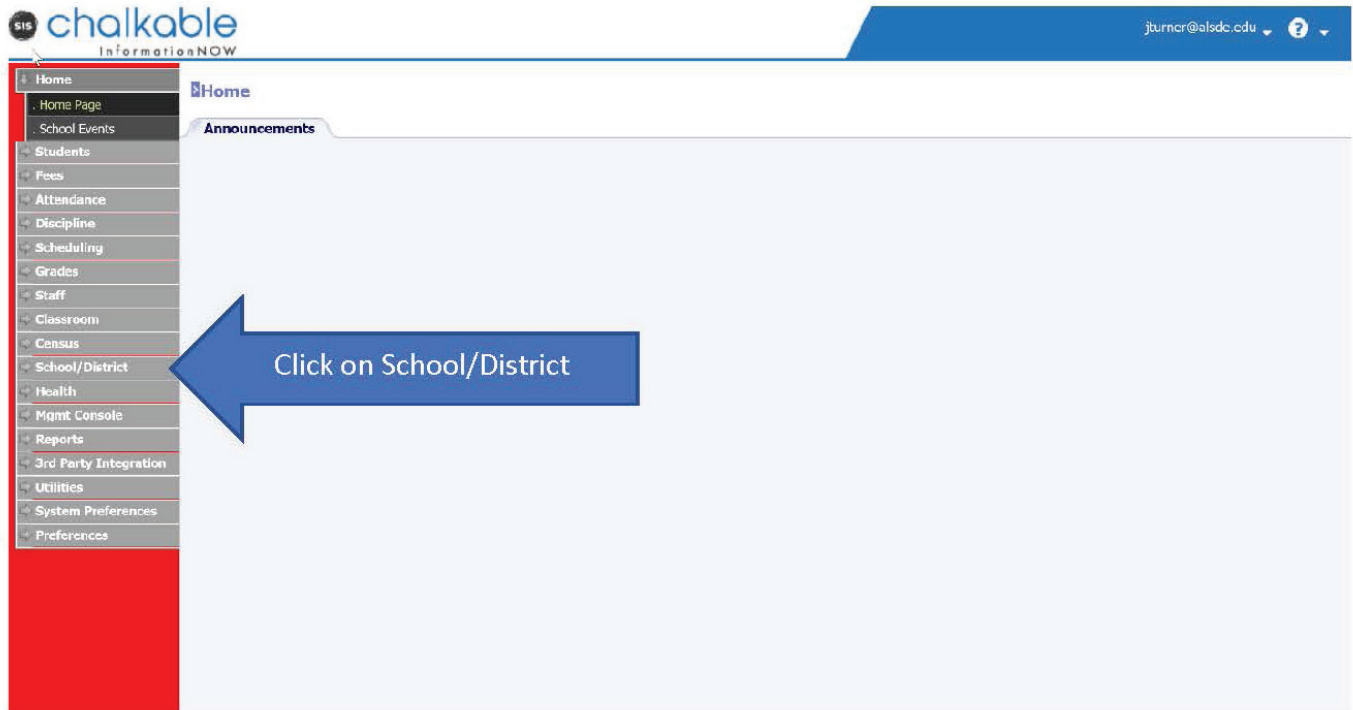 SIS chalkable
InformationNOW
jturner@alsde.edu
?
Home
. Home Page
. School Events
Students
Fees
Attendance
Discipline
Scheduling
Grades
Staff
Classroom
Census
School/District
Health
Mgmt Console
Reports
3rd Party Integration
Utilities
System Preferences
Preferences
Home
Announcements
Click on School/District